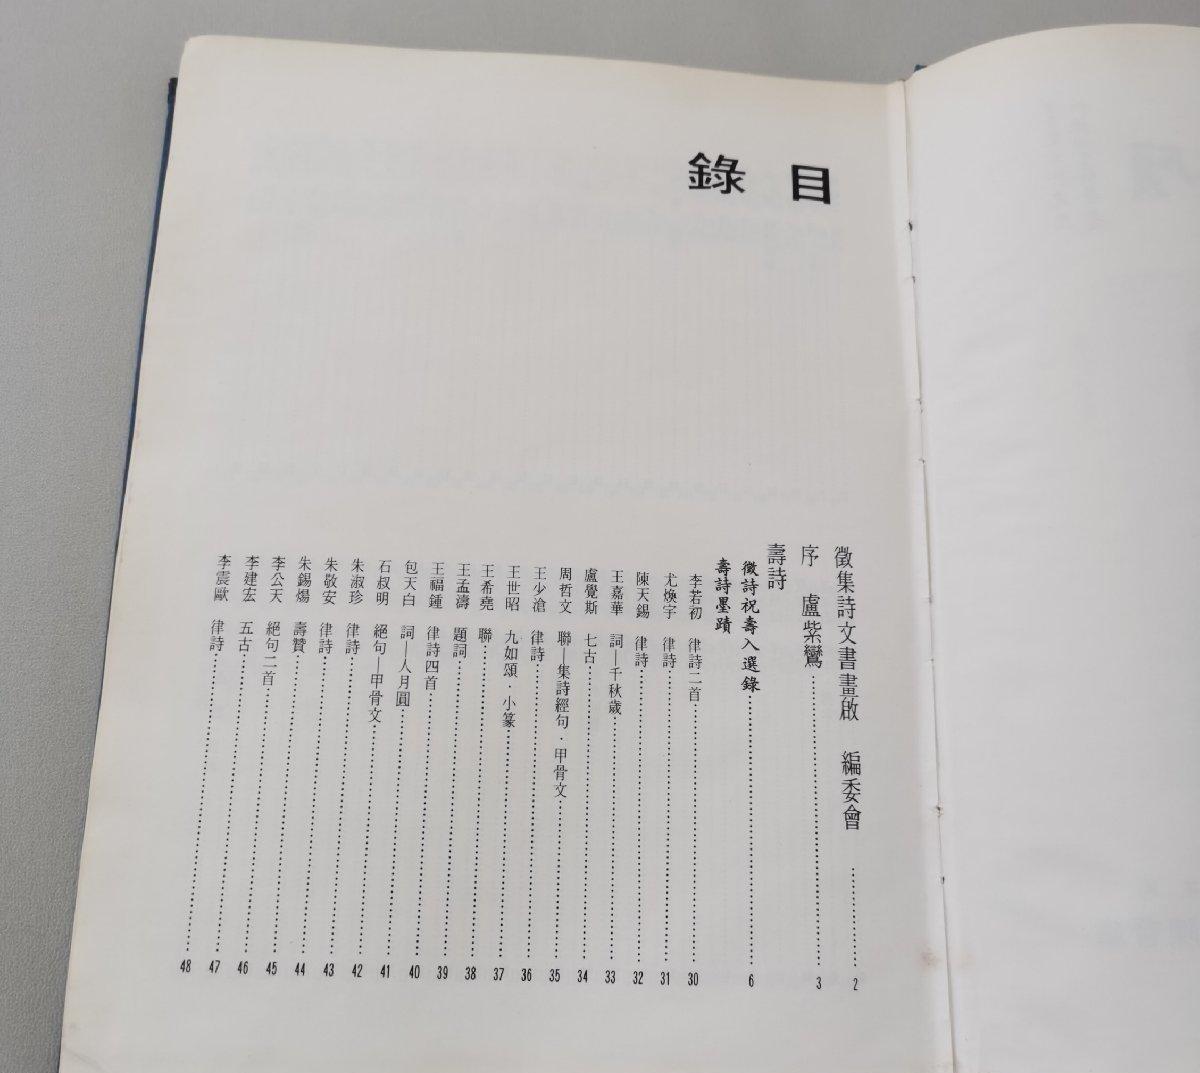 目錄
徵集詩文書畫啟 編委會 2
序 盧紫鸞 3
壽詩
徵詩祝壽入選錄 6
壽詩墨蹟
李若初 律詩二首 30
尤煥宇 律詩 31
陳天錫 律詩 32
王嘉華 詞—千秋歲 33
盧覺斯 七古 34
周哲文 聯—集詩經句．甲骨文 35
王少滄 律詩 36
王世昭 九如頌．小篆 37
王希堯 聯 38
王孟濤 題詞 39
王福鍾 律詩四首 40
包天白 詞—人月圓 41
石叔明 絕句—甲骨文 42
朱淑珍 律詩 43
朱敬安 律詩 44
朱錫煬 壽贊 45
李公天 絕句二首 46
李建宏 五古 47
李震歐 律詩 48